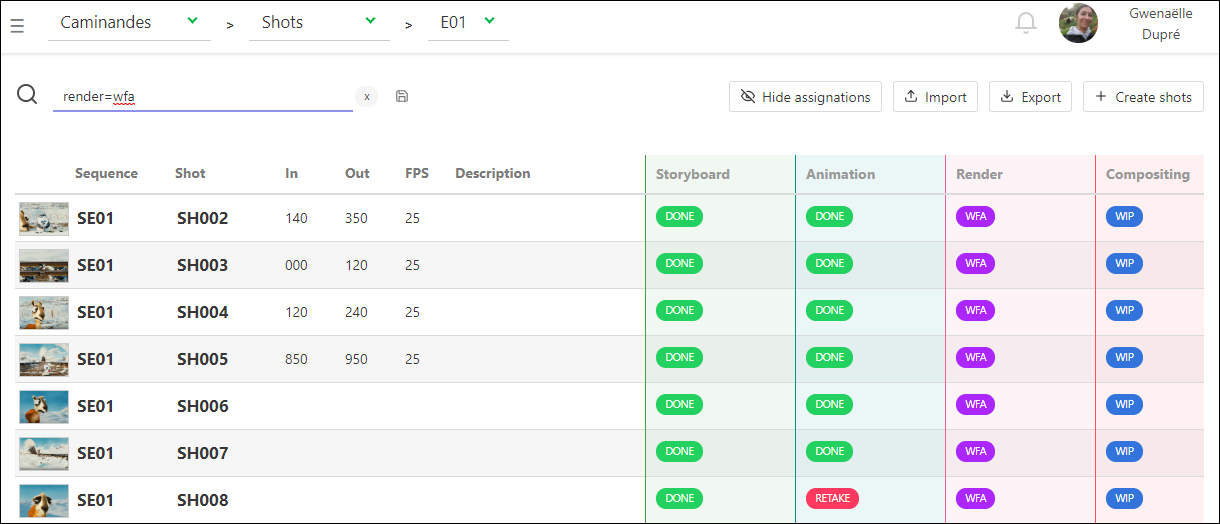 Caminandes > Shots > E01
Gwenaëlle
Dupré
render=wfa x
Hide assignations Import Export + Create shots
Sequence Shot In Out FPS Description Storyboard Animation Render Compositing
SE01 SH002 140 350 25 DONE DONE WFA WIP
SE01 SH003 000 120 25 DONE DONE WFA WIP
SE01 SH004 120 240 25 DONE DONE WFA WIP
SE01 SH005 850 950 25 DONE DONE WFA WIP
SE01 SH006 DONE DONE WFA WIP
SE01 SH007 DONE DONE WFA WIP
SE01 SH008 DONE RETAKE WFA WIP